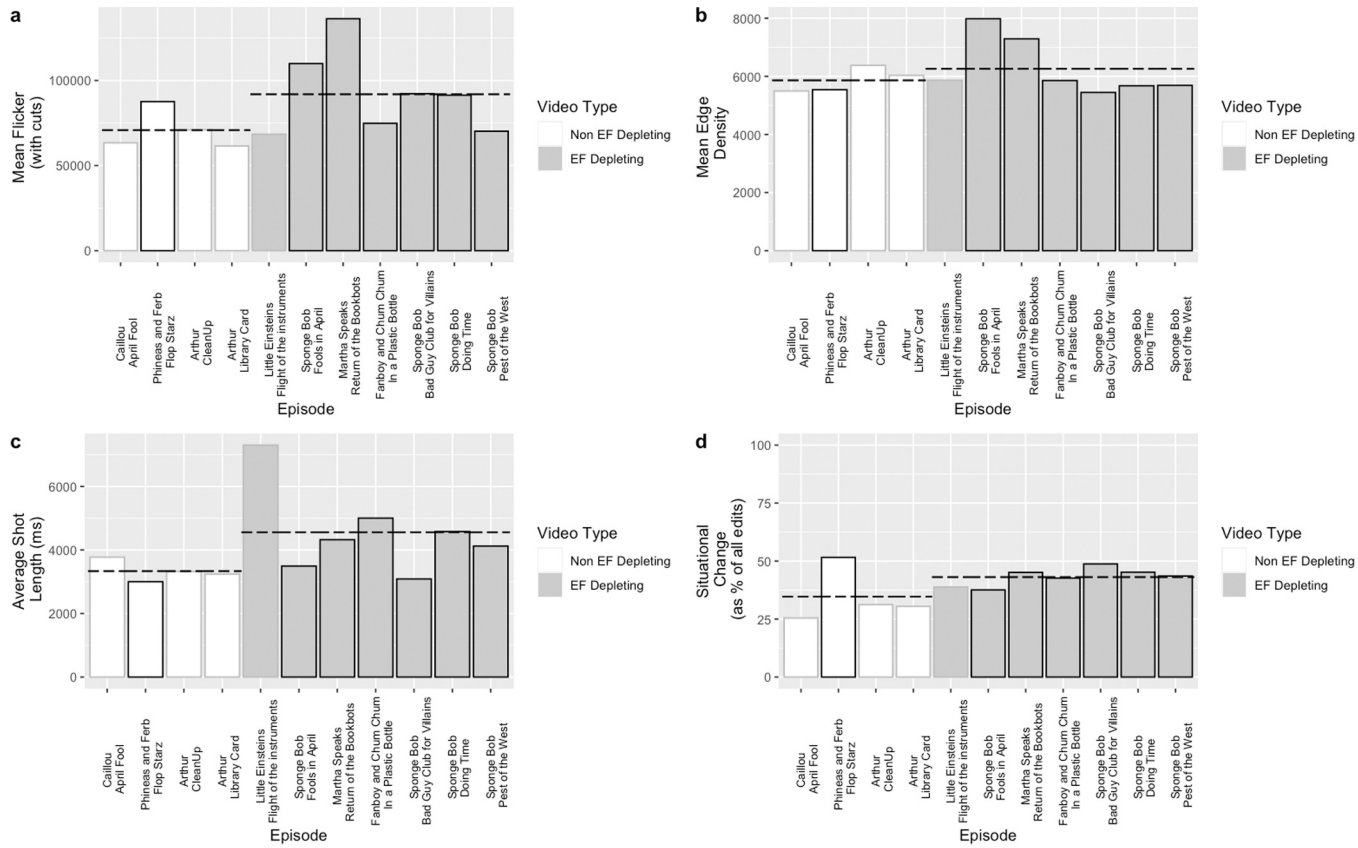 a
Mean Flicker
(with cuts)
100000
50000
0
Caillou
April Fool
Phineas and Ferb
Flop Starz
Arthur
CleanUp
Arthur
Library Card
Little Einsteins
Flight of the instruments
Sponge Bob
Fools in April
Martha Speaks
Return of the Bookbots
Fanboy and Chum Chum
In a Plastic Bottle
Sponge Bob
Bad Guy Club for Villains
Sponge Bob
Doing Time
Sponge Bob
Pest of the West
Episode
Video Type
Non EF Depleting
EF Depleting
b
Mean Edge
Density
8000
6000
4000
2000
0
Caillou
April Fool
Phineas and Ferb
Flop Starz
Arthur
CleanUp
Arthur
Library Card
Little Einsteins
Flight of the instruments
Sponge Bob
Fools in April
Martha Speaks
Return of the Bookbots
Fanboy and Chum Chum
In a Plastic Bottle
Sponge Bob
Bad Guy Club for Villains
Sponge Bob
Doing Time
Sponge Bob
Pest of the West
Episode
Video Type
Non EF Depleting
EF Depleting
c
Average Shot
Length (ms)
6000
4000
2000
0
Caillou
April Fool
Phineas and Ferb
Flop Starz
Arthur
CleanUp
Arthur
Library Card
Little Einsteins
Flight of the instruments
Sponge Bob
Fools in April
Martha Speaks
Return of the Bookbots
Fanboy and Chum Chum
In a Plastic Bottle
Sponge Bob
Bad Guy Club for Villains
Sponge Bob
Doing Time
Sponge Bob
Pest of the West
Episode
Video Type
Non EF Depleting
EF Depleting
d
Situational
Change
(as % of all edits)
100
75
50
25
0
Caillou
April Fool
Phineas and Ferb
Flop Starz
Arthur
CleanUp
Arthur
Library Card
Little Einsteins
Flight of the instruments
Sponge Bob
Fools in April
Martha Speaks
Return of the Bookbots
Fanboy and Chum Chum
In a Plastic Bottle
Sponge Bob
Bad Guy Club for Villains
Sponge Bob
Doing Time
Sponge Bob
Pest of the West
Episode
Video Type
Non EF Depleting
EF Depleting